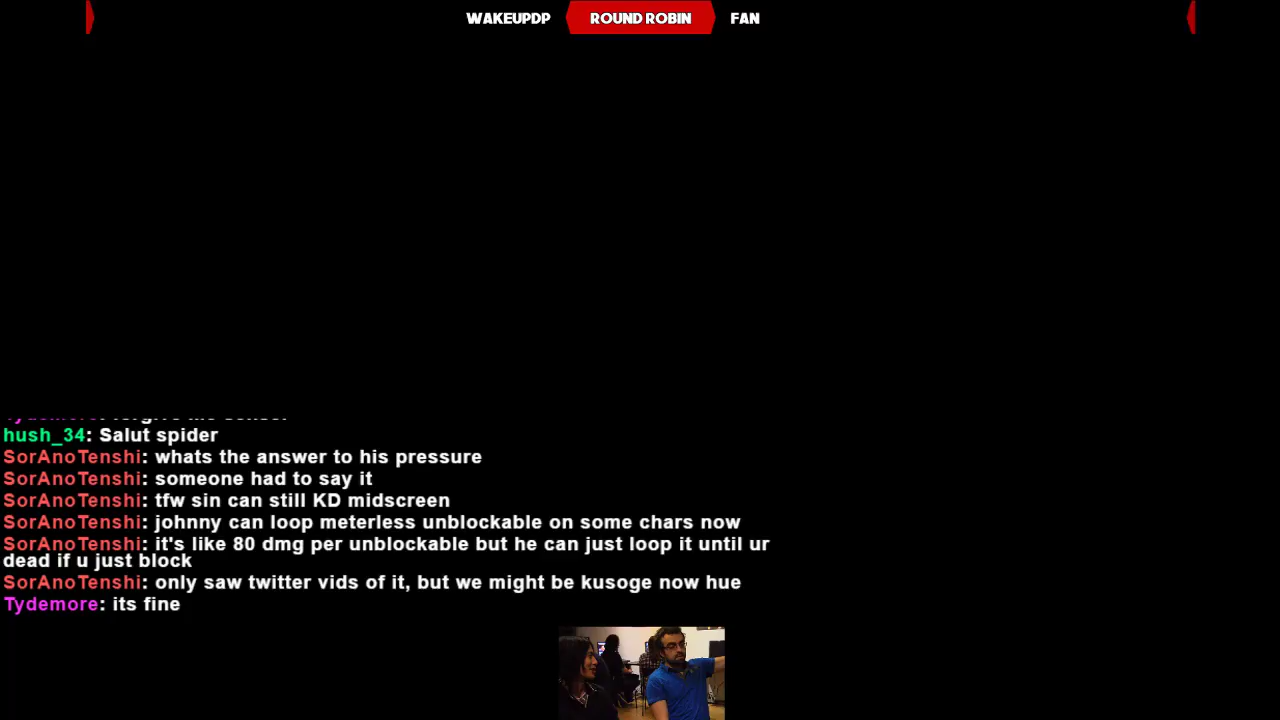 WAKEUPDP ROUND ROBIN FAN
hush_34: Salut spider
SorAnoTenshi: whats the answer to his pressure
SorAnoTenshi: someone had to say it
SorAnoTenshi: tfw sin can still KD midscreen
SorAnoTenshi: johnny can loop meterless unblockable on some chars now
SorAnoTenshi: it's like 80 dmg per unblockable but he can just loop it until ur
dead if u just block
SorAnoTenshi: only saw twitter vids of it, but we might be kusoge now hue
Tydemore: its fine